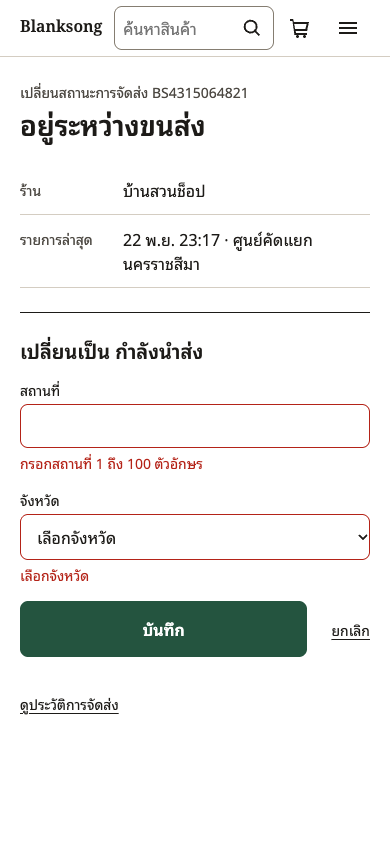 Blanksong
ค้นหาสินค้า
เปลี่ยนสถานะการจัดส่ง BS4315064821
อยู่ระหว่างขนส่ง
ร้าน
บ้านสวนช็อป
รายการล่าสุด
22 พ.ย. 23:17 · ศูนย์คัดแยก
นครราชสีมา
เปลี่ยนเป็น กำลังนำส่ง
สถานที่
กรอกสถานที่ 1 ถึง 100 ตัวอักษร
จังหวัด
เลือกจังหวัด
เลือกจังหวัด
บันทึก
ยกเลิก
ดูประวัติการจัดส่ง